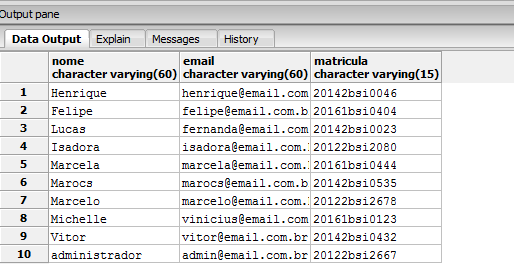 Output pane
Data Output Explain Messages History
nome character varying(60) email character varying(60) matricula character varying(15)
1 Henrique henrique@email.com 20142bsi0046
2 Felipe felipe@email.com.b 20161bsi0404
3 Lucas fernanda@email.com 20142bsi0023
4 Isadora isadora@email.com. 20122bsi2080
5 Marcela marcela@email.com. 20161bsi0444
6 Marocs marocs@email.com.b 20142bsi0535
7 Marcelo marcelo@email.com. 20122bsi2678
8 Michelle vinicius@email.com 20161bsi0123
9 Vitor vitor@email.com.br 20142bsi0432
10 administrador admin@email.com.br 20122bsi2667